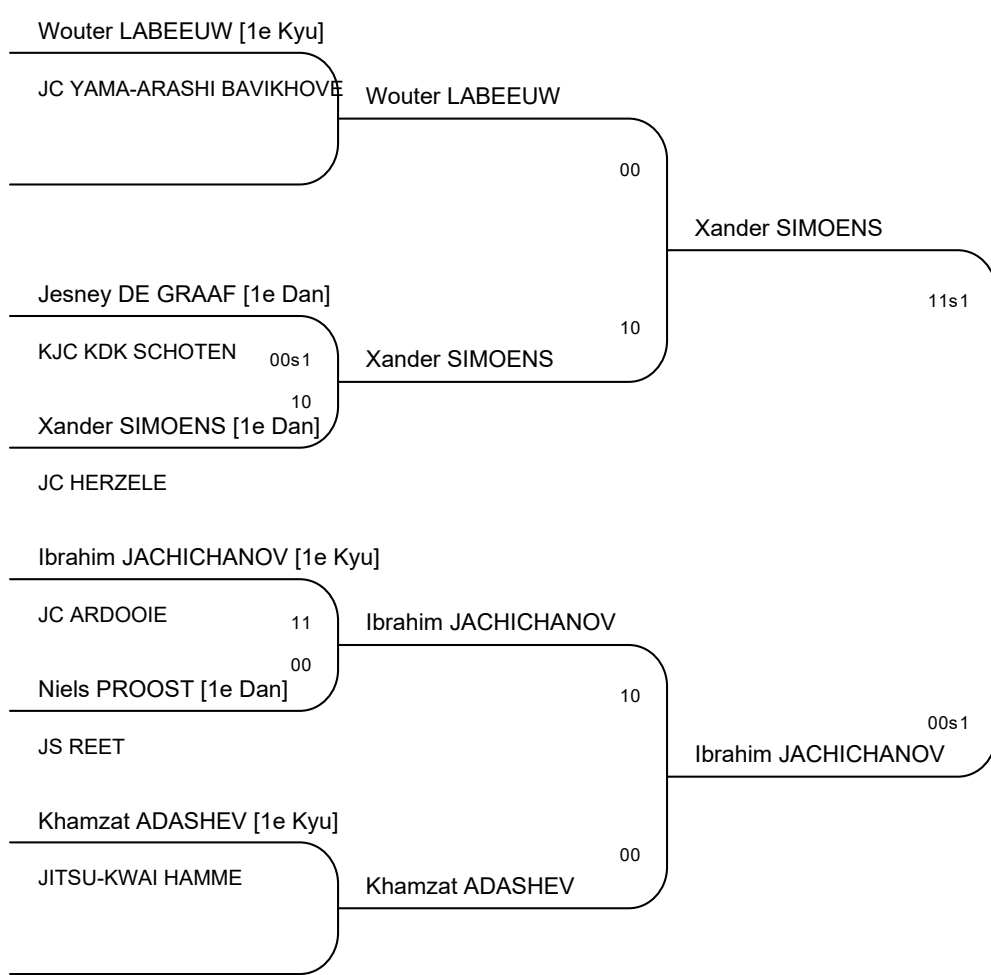 Wouter LABEEUW [1e Kyu]
JC YAMA-ARASHI BAVIKHOVE
Wouter LABEEUW
00
Xander SIMOENS
11s1
Jesney DE GRAAF [1e Dan]
KJC KDK SCHOTEN
00s1
10
Xander SIMOENS
10
Xander SIMOENS [1e Dan]
JC HERZELE
Ibrahim JACHICHANOV [1e Kyu]
JC ARDOOIE
11
Ibrahim JACHICHANOV
00
Niels PROOST [1e Dan]
10
JS REET
00s1
Ibrahim JACHICHANOV
Khamzat ADASHEV [1e Kyu]
00
JITSU-KWAI HAMME
Khamzat ADASHEV